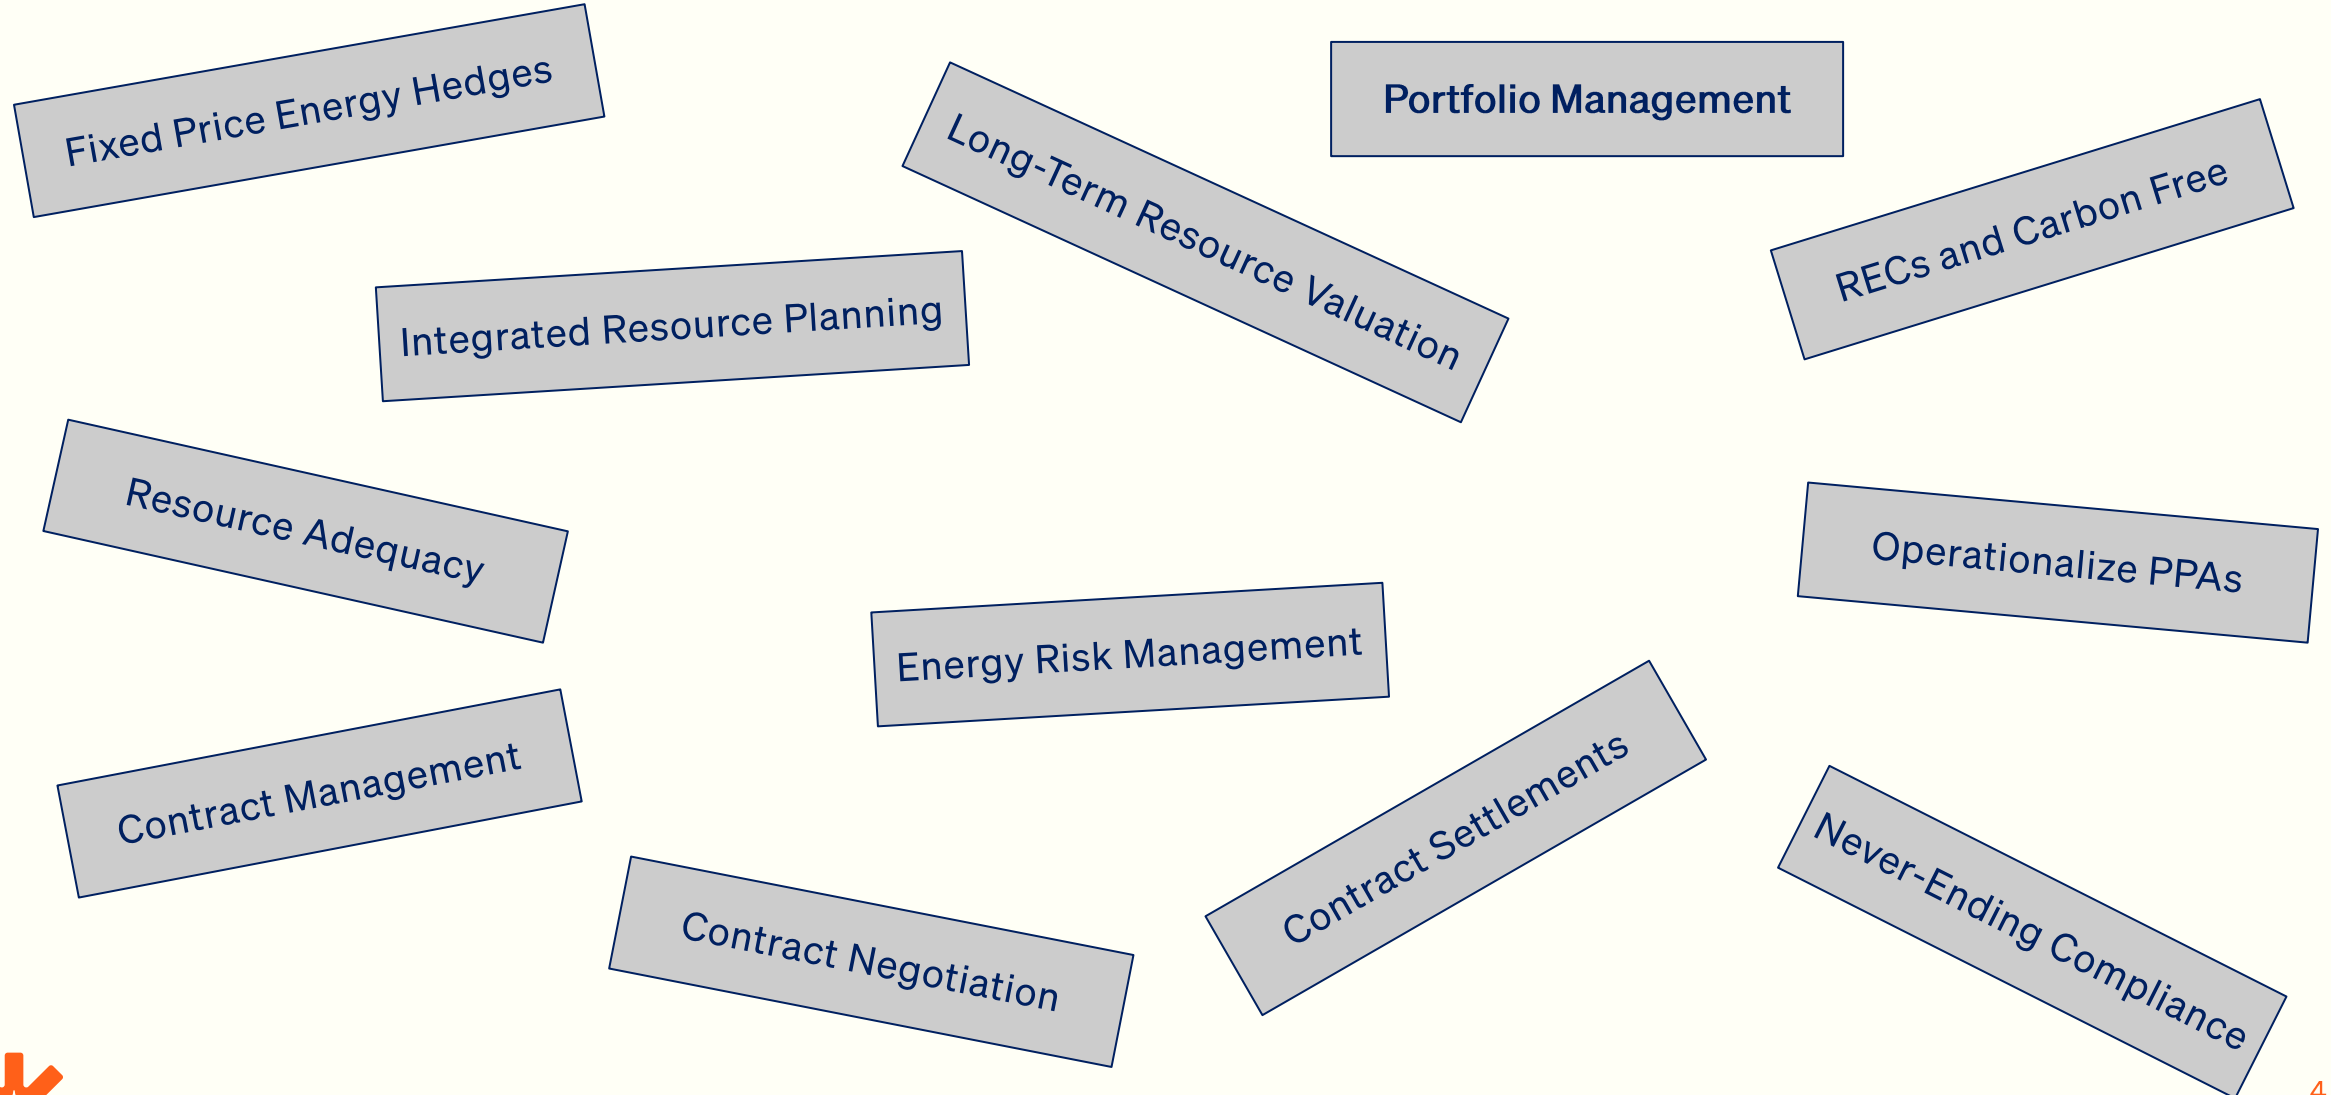 Fixed Price Energy Hedges
Portfolio Management
Long-Term Resource Valuation
RECs and Carbon Free
Integrated Resource Planning
Resource Adequacy
Operationalize PPAs
Energy Risk Management
Contract Management
Contract Settlements
Never-Ending Compliance
Contract Negotiation
4